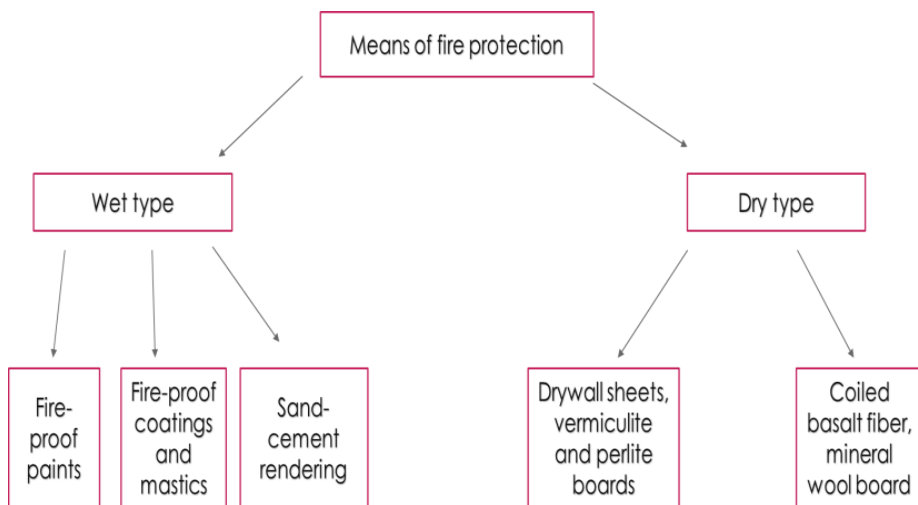 Means of fire protection
Wet type
Dry type
Fire-
proof
paints
Fire-proof
coatings
and
mastics
Sand-
cement
rendering
Drywall sheets,
vermiculite
and perlite
boards
Coiled
basalt fiber,
mineral
wool board